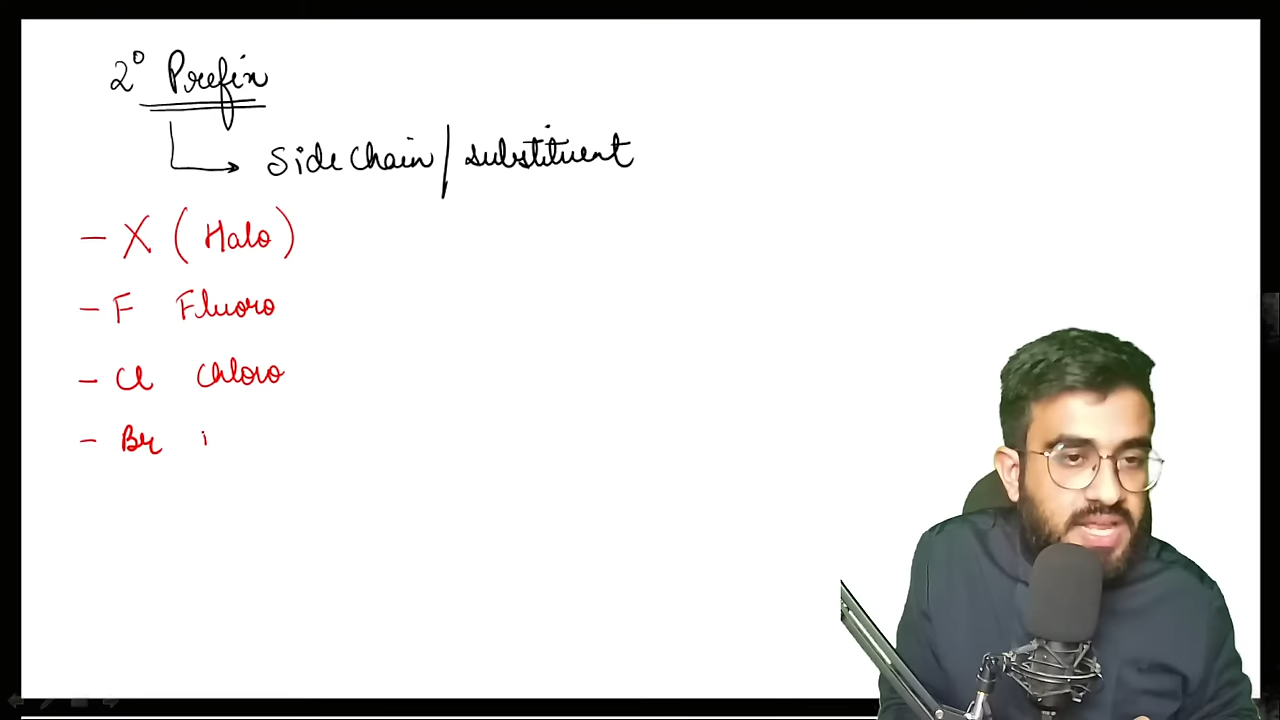 2° Prefix
side chain / substituent
- X (Halo)
- F Fluoro
- Cl Chloro
- Br